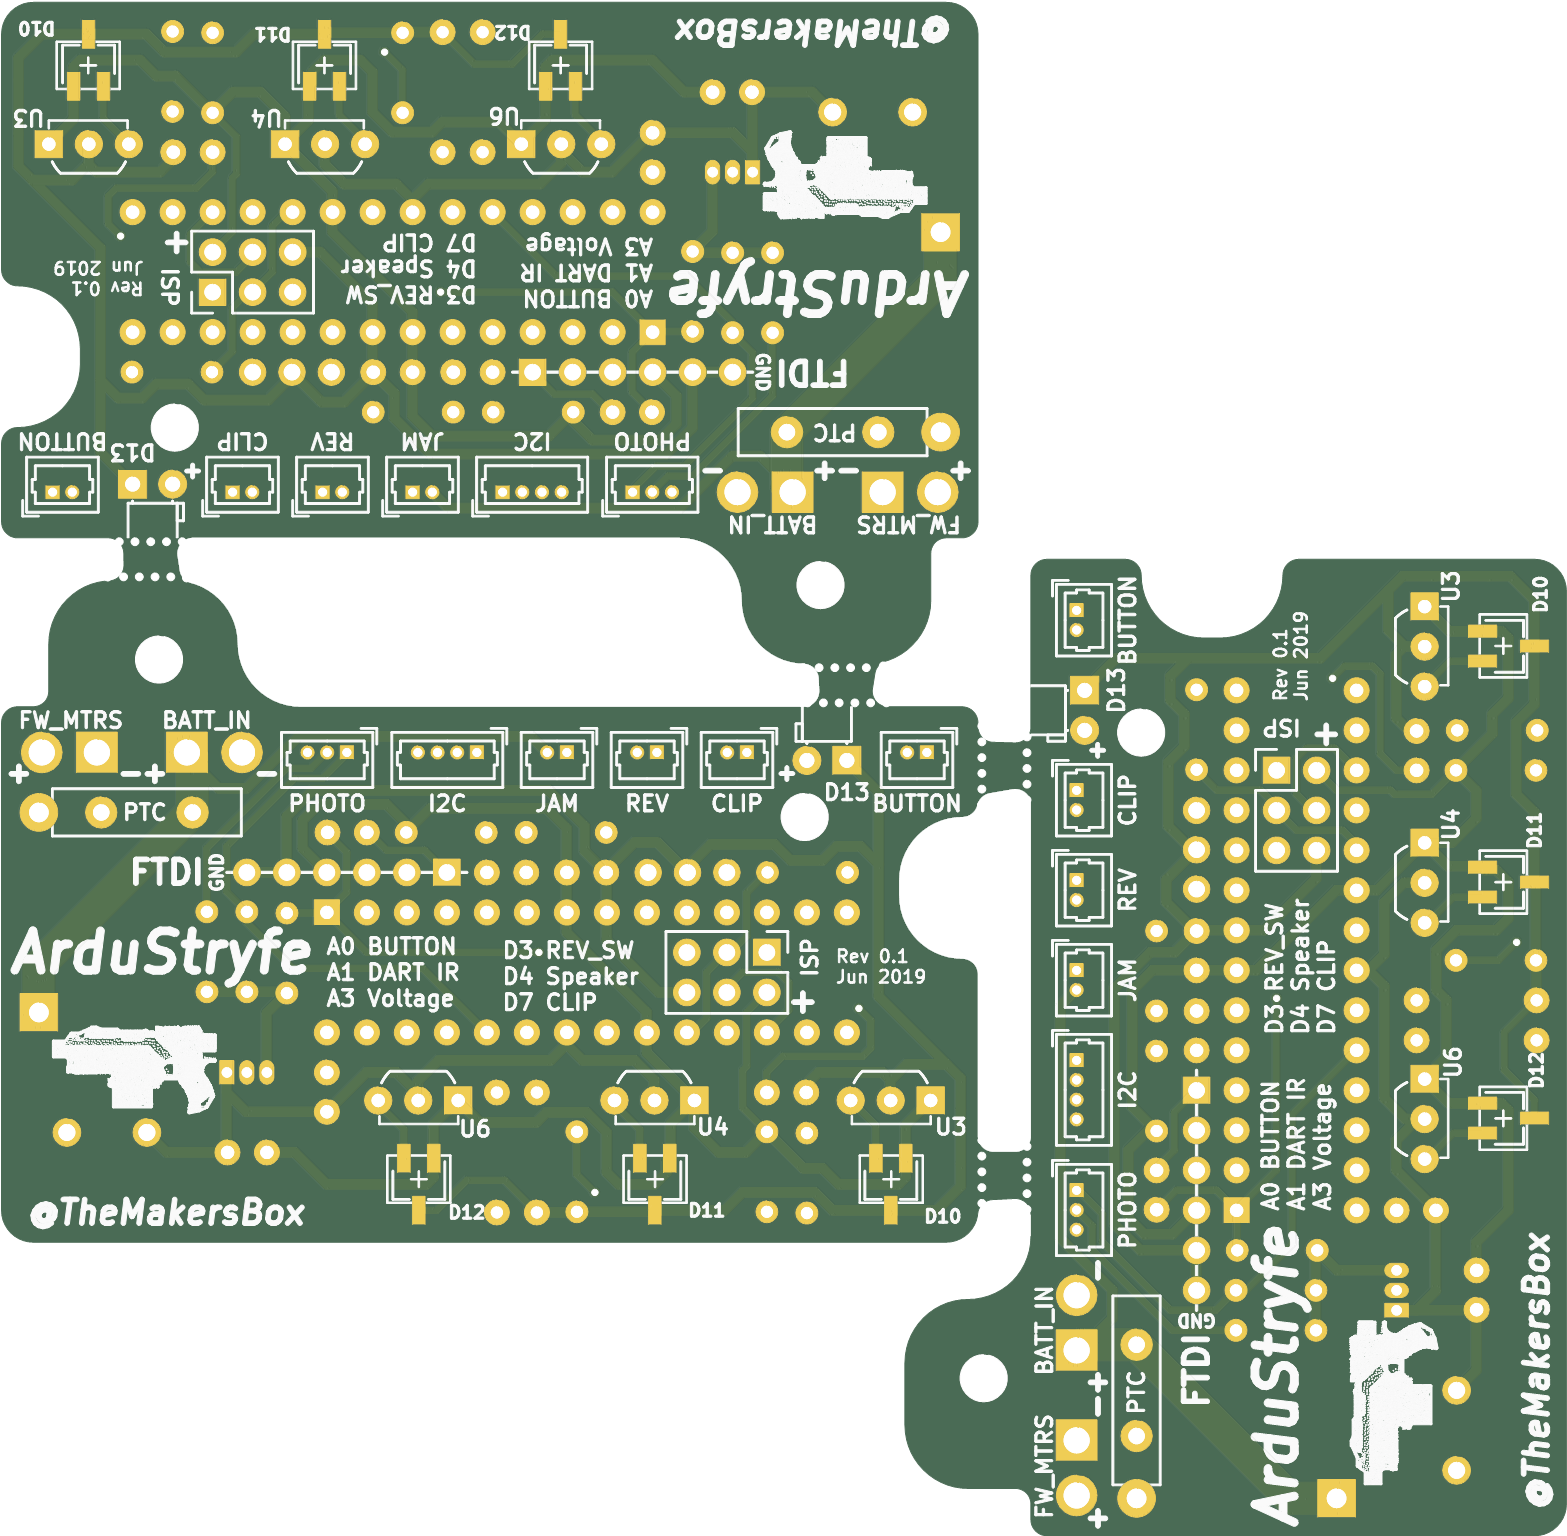 D10
D11
D12
@TheMakersBox
U3
U4
U6
+
ISP
Rev 0.1
Jun 2019
D3•REV_SW
D4 Speaker
D7 CLIP
A0 BUTTON
A1 DART IR
A3 Voltage
ArduStryfe
FTDI
GND
PTC
BUTTON
D13
+
CLIP
REV
JAM
I2C
PHOTO
-
+
-
+
BATT_IN
FW_MTRS
FW_MTRS
BATT_IN
+
-
+
-
PHOTO
I2C
JAM
REV
CLIP
+
D13
BUTTON
PTC
FTDI
GND
ArduStryfe
A0 BUTTON
A1 DART IR
A3 Voltage
D3•REV_SW
D4 Speaker
D7 CLIP
ISP
+
Rev 0.1
Jun 2019
U6
U4
U3
D12
D11
D10
@TheMakersBox
BUTTON
D13
+
CLIP
REV
JAM
I2C
PHOTO
-
BATT_IN
+
-
FW_MTRS
+
PTC
FTDI
GND
ArduStryfe
A0 BUTTON
A1 DART IR
A3 Voltage
D3•REV_SW
D4 Speaker
D7 CLIP
ISP
+
Rev 0.1
Jun 2019
U3
U4
U6
D10
D11
D12
@TheMakersBox